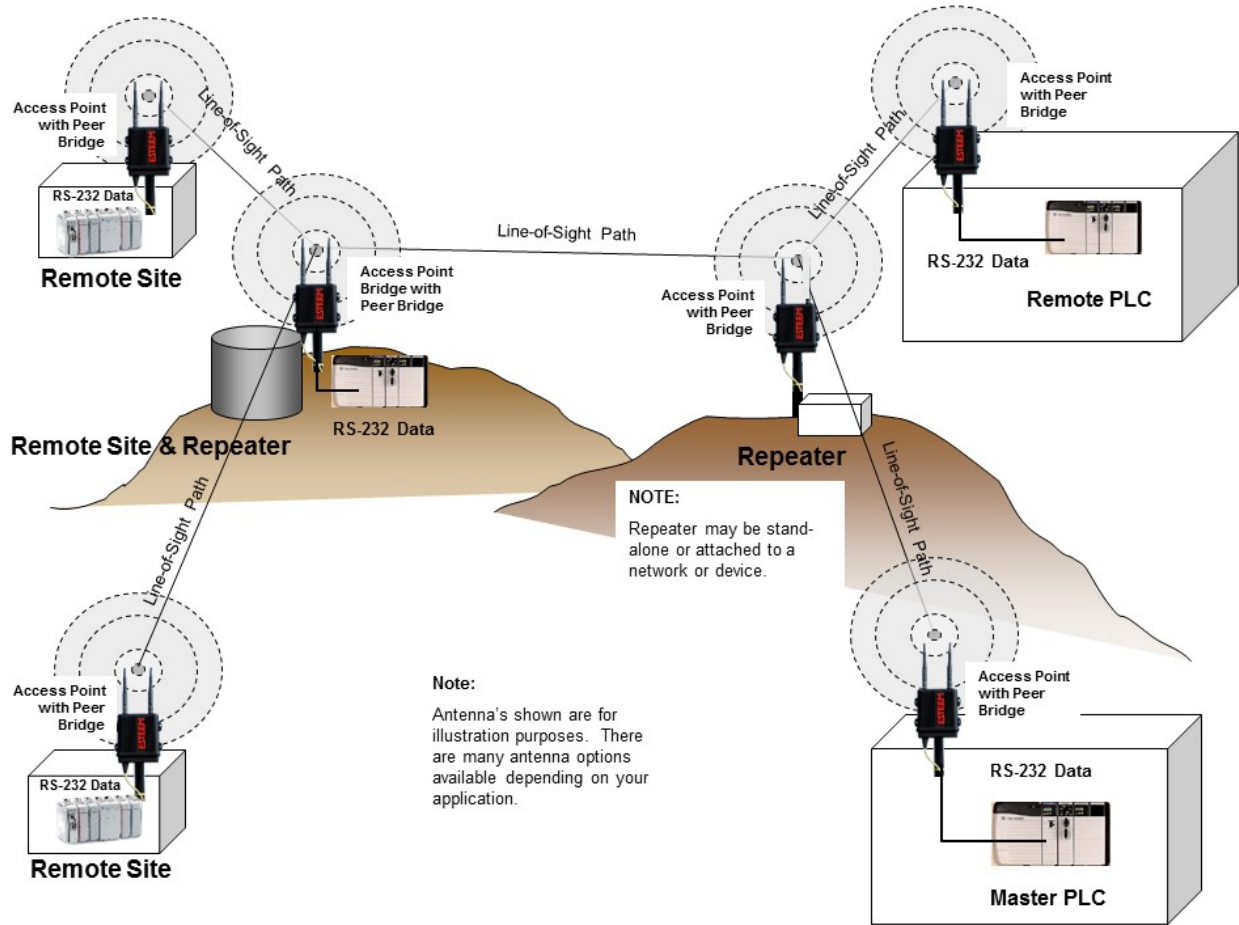 Access Point
with Peer
Bridge
ESTEEM
RS-232 Data
Remote Site
Line-of-Sight Path
Access Point
Bridge with
Peer Bridge
ESTEEM
RS-232 Data
Remote Site & Repeater
Line-of-Sight Path
Access Point
with Peer
Bridge
ESTEEM
Repeater
NOTE:
Repeater may be stand-
alone or attached to a
network or device.
Line-of-Sight Path
Access Point
with Peer
Bridge
ESTEEM
RS-232 Data
Remote PLC
Line-of-Sight Path
Access Point
with Peer
Bridge
ESTEEM
RS-232 Data
Remote Site
Note:
Antenna's shown are for
illustration purposes. There
are many antenna options
available depending on your
application.
Line-of-Sight Path
Access Point
with Peer
Bridge
ESTEEM
RS-232 Data
Master PLC